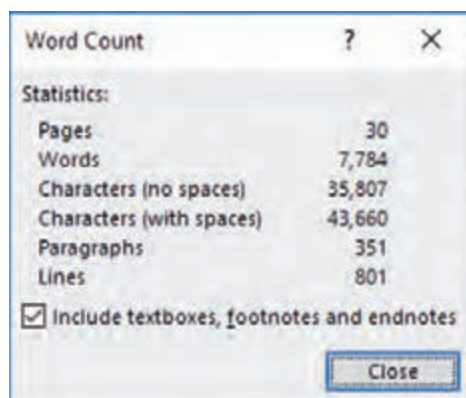 Word Count ? ×
Statistics:
Pages 30
Words 7,784
Characters (no spaces) 35,807
Characters (with spaces) 43,660
Paragraphs 351
Lines 801
Include textboxes, footnotes and endnotes
Close